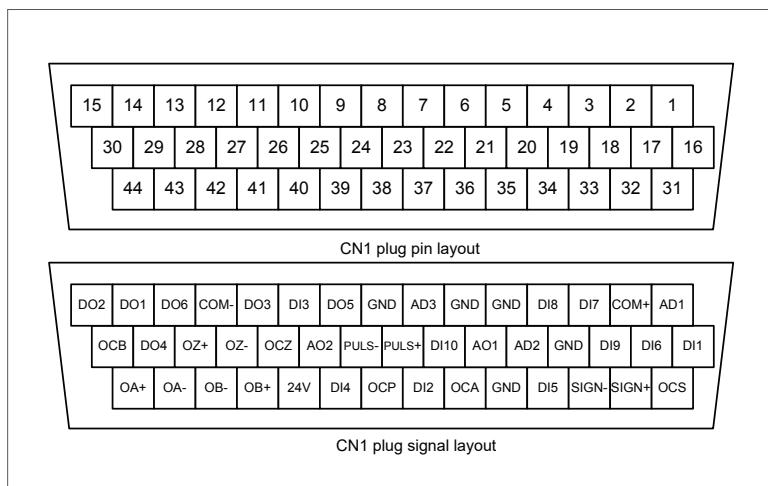 15 14 13 12 11 10 9 8 7 6 5 4 3 2 1
30 29 28 27 26 25 24 23 22 21 20 19 18 17 16
44 43 42 41 40 39 38 37 36 35 34 33 32 31
CN1 plug pin layout
DO2 DO1 DO6 COM- DO3 DI3 DO5 GND AD3 GND GND DI8 DI7 COM+ AD1
OCB DO4 OZ+ OZ- OCZ AO2 PULS- PULS+ DI10 AO1 AD2 GND DI9 DI6 DI1
OA+ OA- OB- OB+ 24V DI4 OCP DI2 OCA GND DI5 SIGN- SIGN+ OCS
CN1 plug signal layout